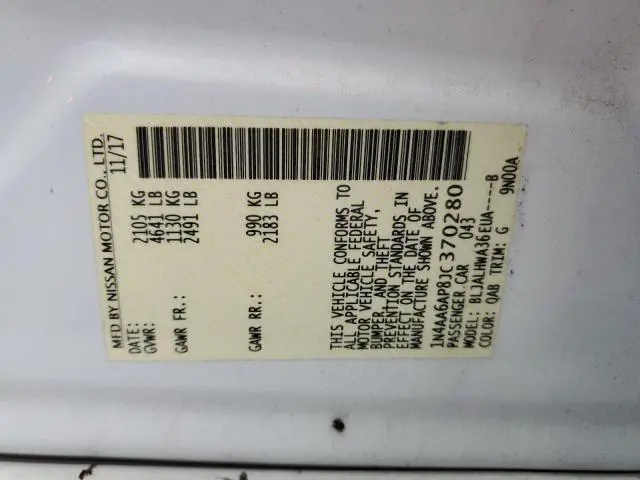 MFD BY NISSAN MOTOR CO., LTD.
DATE: 11/17
GVWR: 2105 KG
4641 LB
GAWR FR.: 1130 KG
2491 LB
GAWR RR.: 990 KG
2183 LB
THIS VEHICLE CONFORMS TO
ALL APPLICABLE FEDERAL
MOTOR VEHICLE SAFETY,
BUMPER, AND THEFT
PREVENTION STANDARDS IN
EFFECT ON THE DATE OF
MANUFACTURE SHOWN ABOVE.
1N4AA6AP8JC370280
PASSENGER CAR 043
MODEL: BLJALHWA36EUA----B
COLOR: QAB TRIM: G 9N00A